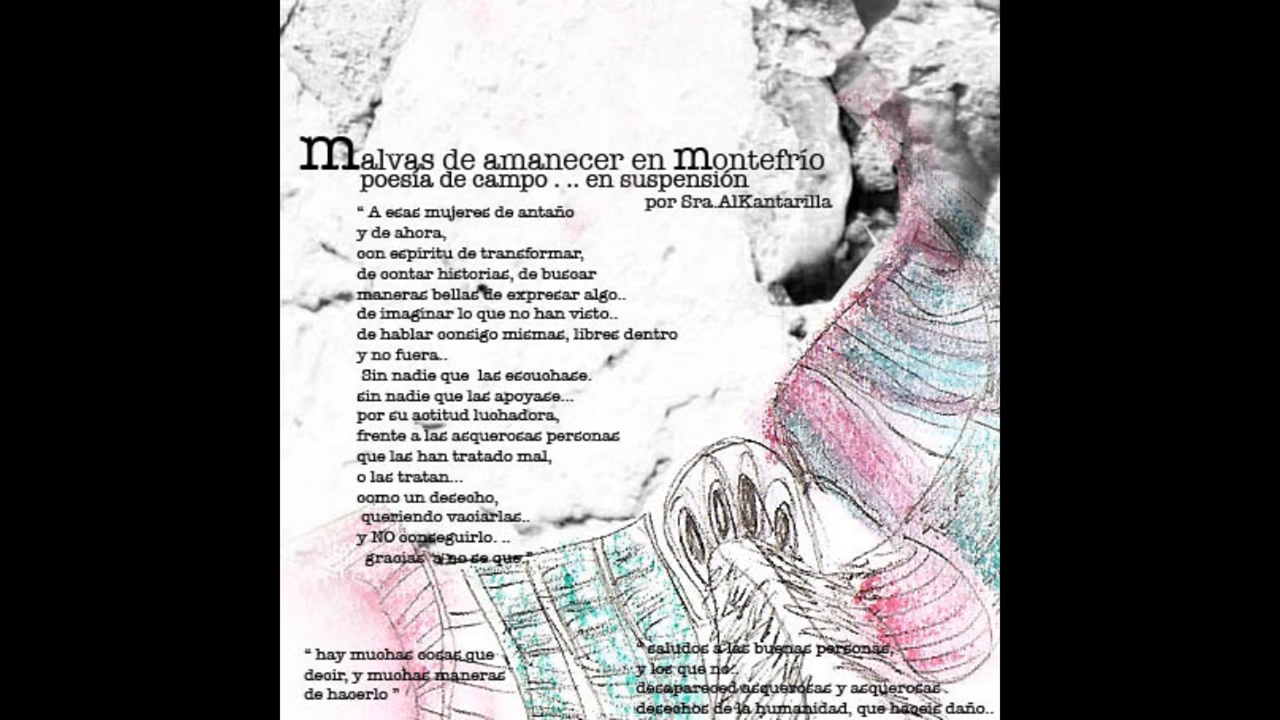 malvas de amanecer en montefrío
poesía de campo . .. en suspensión
por Sra.AlKantarilla
“ A esas mujeres de antaño
y de ahora,
con espiritu de transformar,
de contar historias, de buscar
maneras bellas de expresar algo..
de imaginar lo que no han visto..
de hablar consigo mismas, libres dentro
y no fuera..
Sin nadie que las escuchase.
sin nadie que las apoyase...
por su actitud luchadora,
frente a las asquerosas personas
que las han tratado mal,
o las tratan...
como un desecho,
queriendo vaciarlas..
y NO conseguirlo. ..
gracias a no se que ”
“ hay muchas cosas que
decir, y muchas maneras
de hacerlo ”
“ saludos a las buenas personas,
y los que no..
desapareced asquerosas y asquerosas .
desechos de la humanidad, que haceis daño..